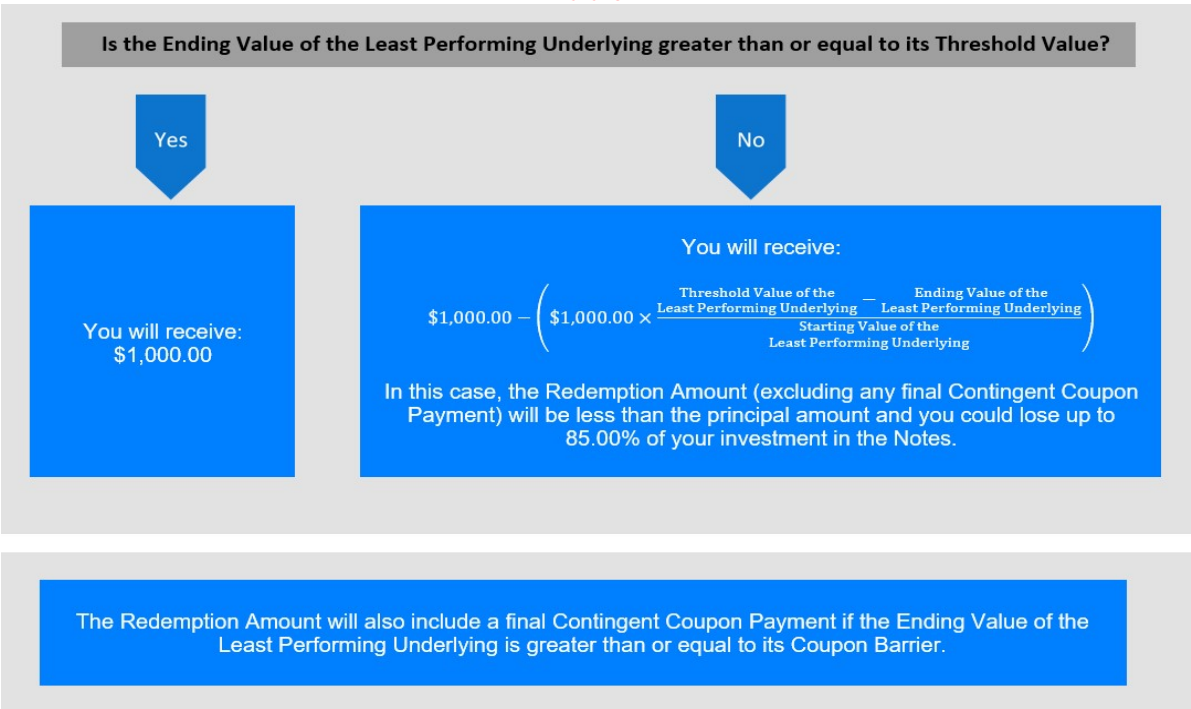 Is the Ending Value of the Least Performing Underlying greater than or equal to its Threshold Value?
Yes
No
You will receive:
$1,000.00
You will receive:
$1,000.00 − ($1,000.00 × (Threshold Value of the Least Performing Underlying − Ending Value of the Least Performing Underlying) / Starting Value of the Least Performing Underlying)
In this case, the Redemption Amount (excluding any final Contingent Coupon
Payment) will be less than the principal amount and you could lose up to
85.00% of your investment in the Notes.
The Redemption Amount will also include a final Contingent Coupon Payment if the Ending Value of the
Least Performing Underlying is greater than or equal to its Coupon Barrier.